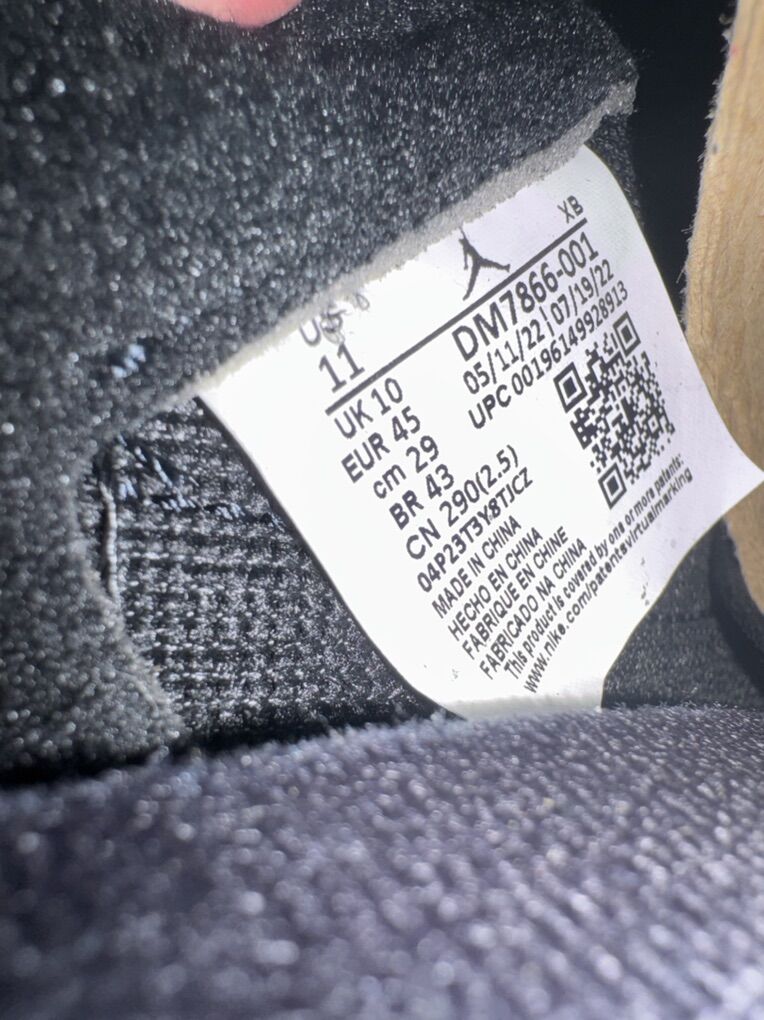 XB
US
11
DM7866-001
05/11/22 | 07/19/22
UPC 00196149928913
UK 10
EUR 45
cm 29
BR 43
CN 290(2.5)
04P23T3Y8TJCZ
MADE IN CHINA
HECHO EN CHINA
FABRIQUE EN CHINE
FABRICADO NA CHINA
This product is covered by one or more patents:
www.nike.com/patentsvirtualmarking